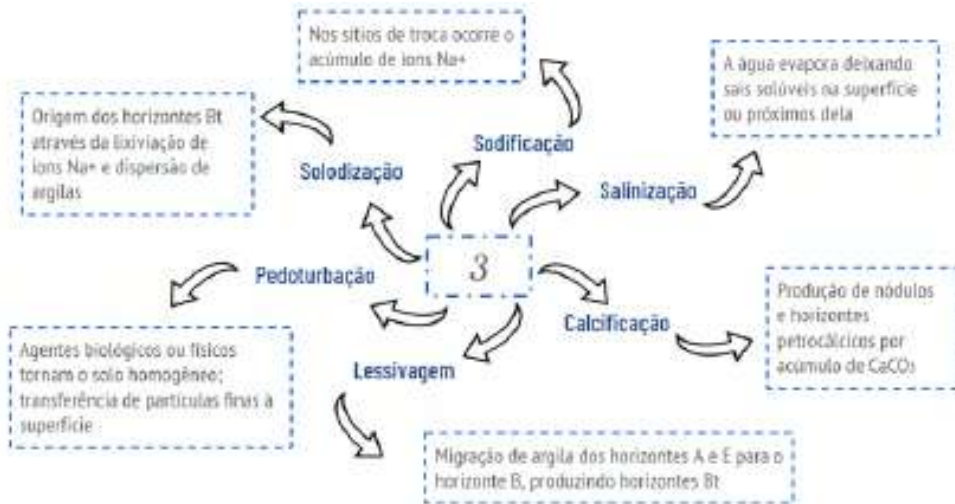 Nos sítios de troca ocorre o
acúmulo de íons Na+
A água evapora deixando
sais solúveis na superfície
ou próximos dela
Origem dos horizontes Bt
através da lixiviação de
íons Na+ e dispersão de
argilas
Sodificação
Solodização
Salinização
3
Pedoturbação
Calcificação
Lessivagem
Produção de nódulos
e horizontes
petrocálcicos por
acúmulo de CaCO₃
Agentes biológicos ou físicos
tornam o solo homogêneo;
transferência de partículas finas à
superfície
Migração de argila dos horizontes A e E para o
horizonte B, produzindo horizontes Bt